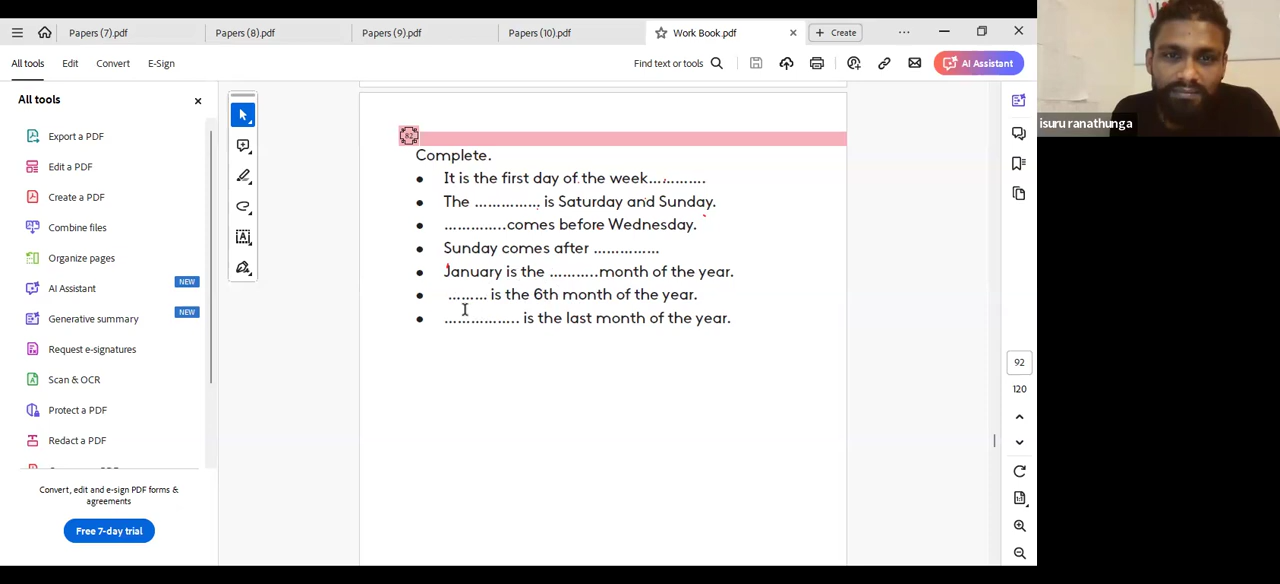 Papers (7).pdf
Papers (8).pdf
Papers (9).pdf
Papers (10).pdf
Work Book.pdf
Create
All tools
Edit
Convert
E-Sign
Find text or tools
AI Assistant
All tools
Export a PDF
Edit a PDF
Create a PDF
Combine files
Organize pages
AI Assistant NEW
Generative summary NEW
Request e-signatures
Scan & OCR
Protect a PDF
Redact a PDF
Convert, edit and e-sign PDF forms &
agreements
Free 7-day trial
82
Complete.
• It is the first day of the week.............
• The .............. is Saturday and Sunday.
• ..............comes before Wednesday.
• Sunday comes after ..............
• January is the ...........month of the year.
• ......... is the 6th month of the year.
• ................. is the last month of the year.
92
120
isuru ranathunga